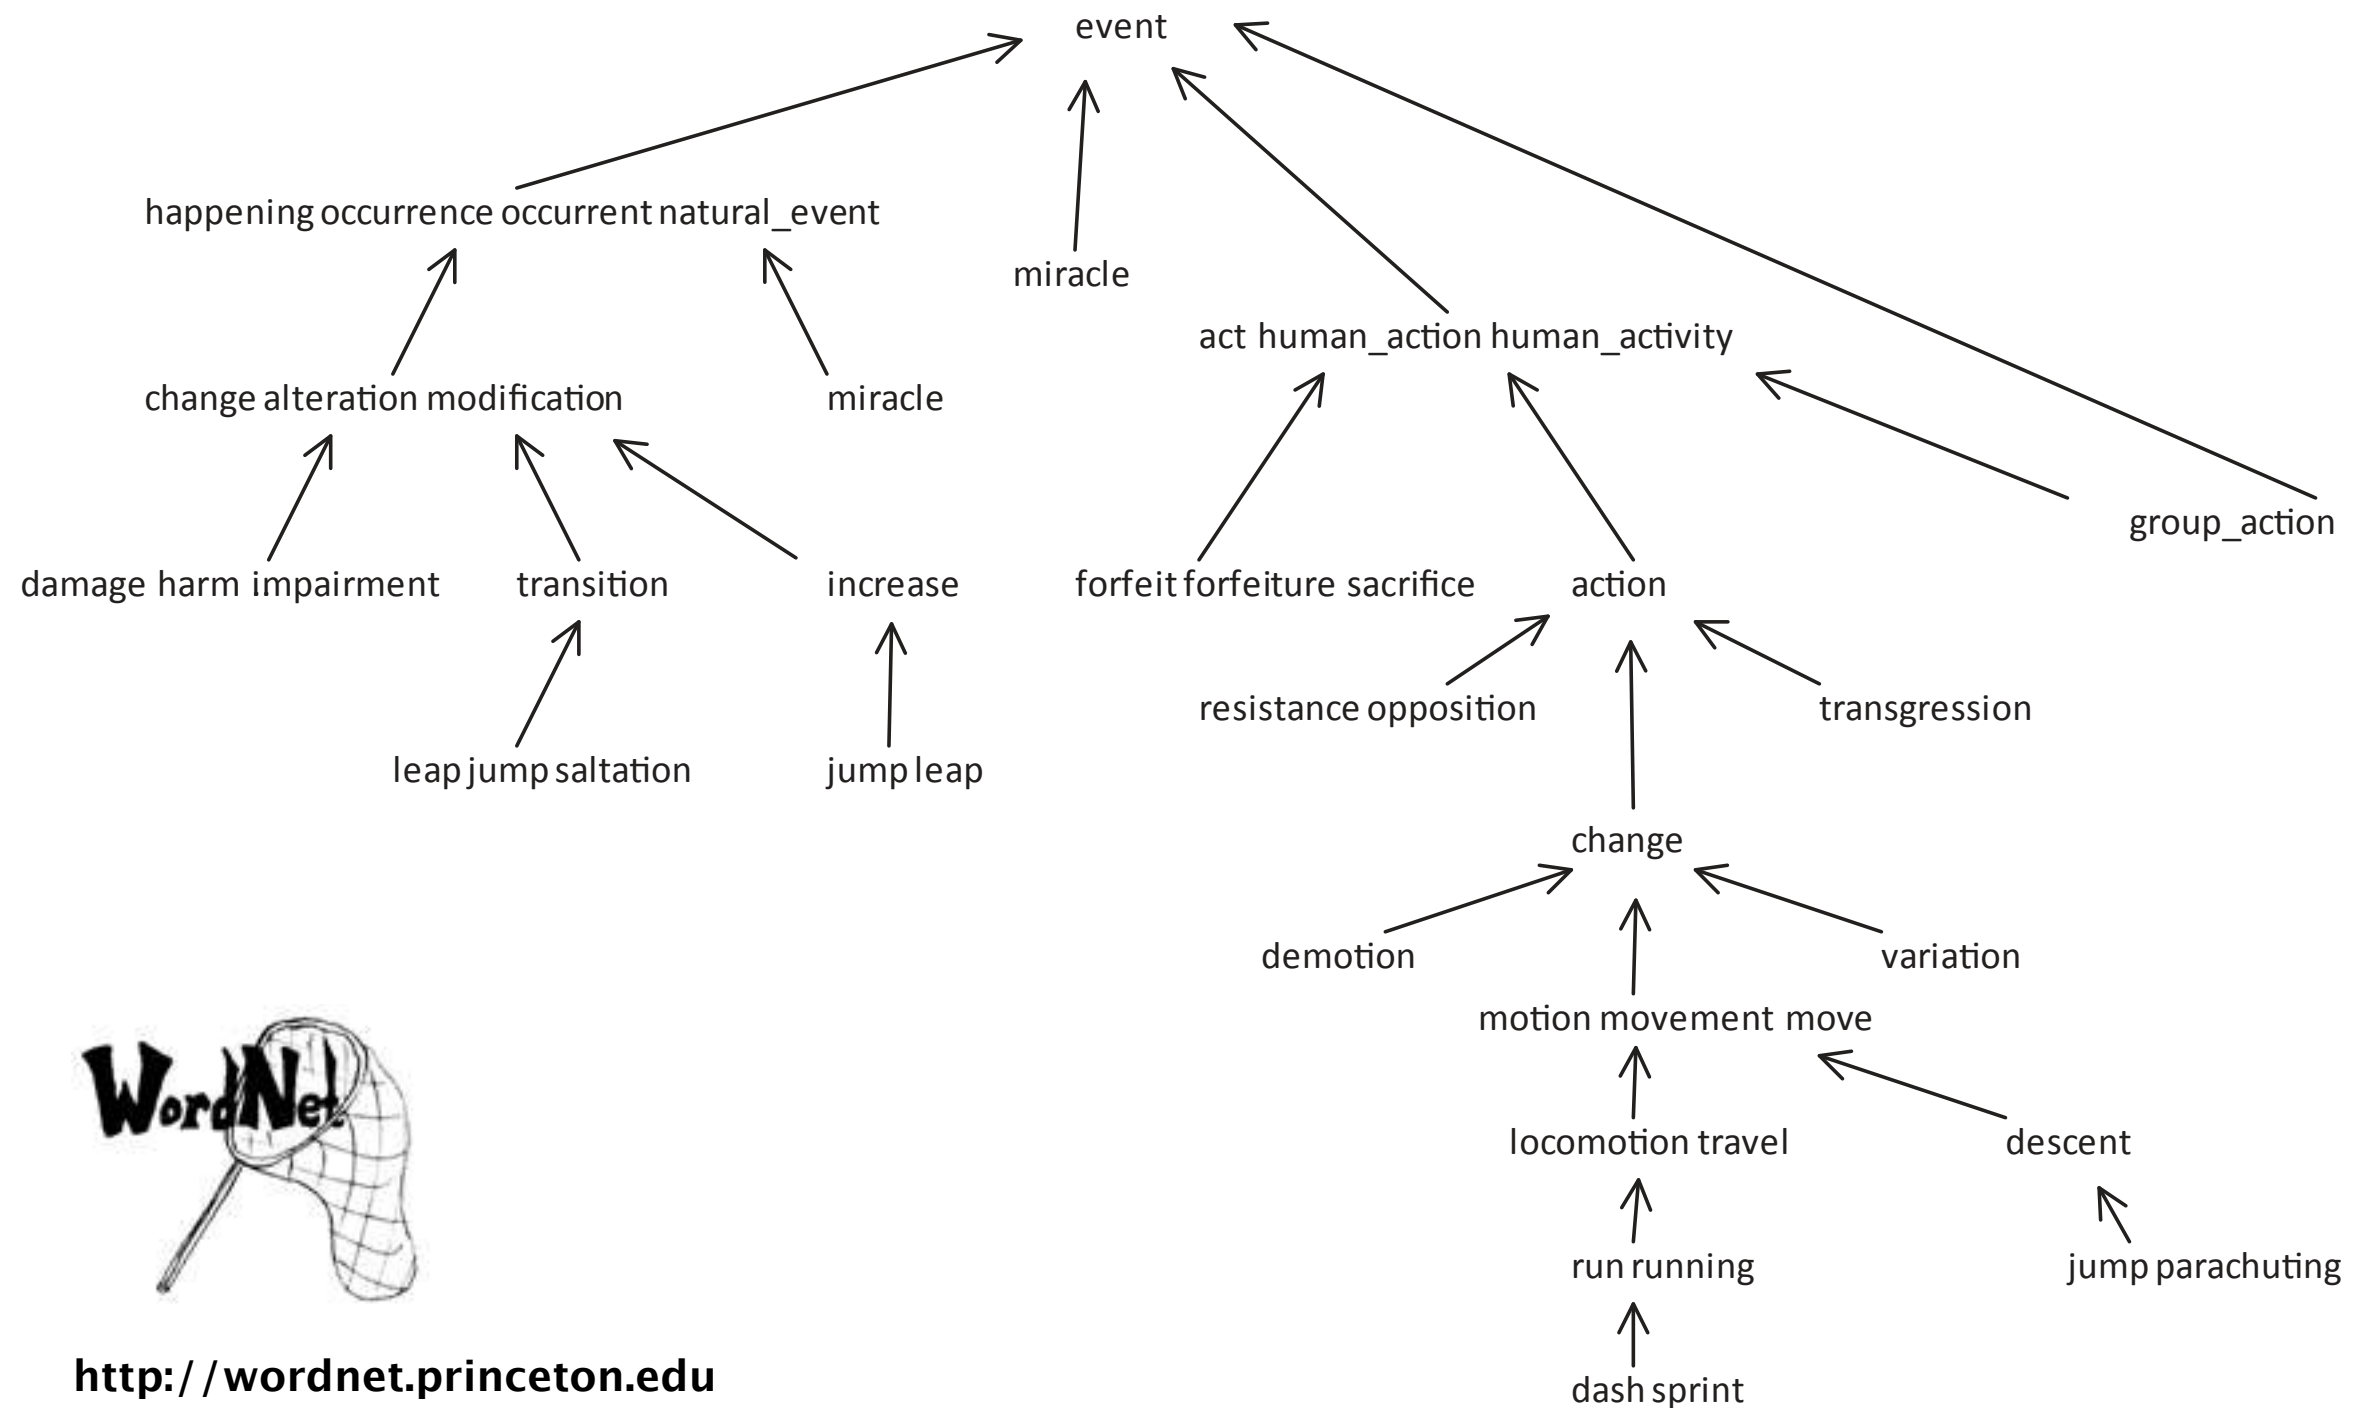 event
happening occurrence occurrent natural_event
miracle
act human_action human_activity
change alteration modification
miracle
group_action
damage harm impairment
transition
increase
forfeit forfeiture sacrifice
action
resistance opposition
transgression
leap jump saltation
jump leap
change
demotion
variation
motion movement move
WordNet
locomotion travel
descent
run running
jump parachuting
http://wordnet.princeton.edu
dash sprint